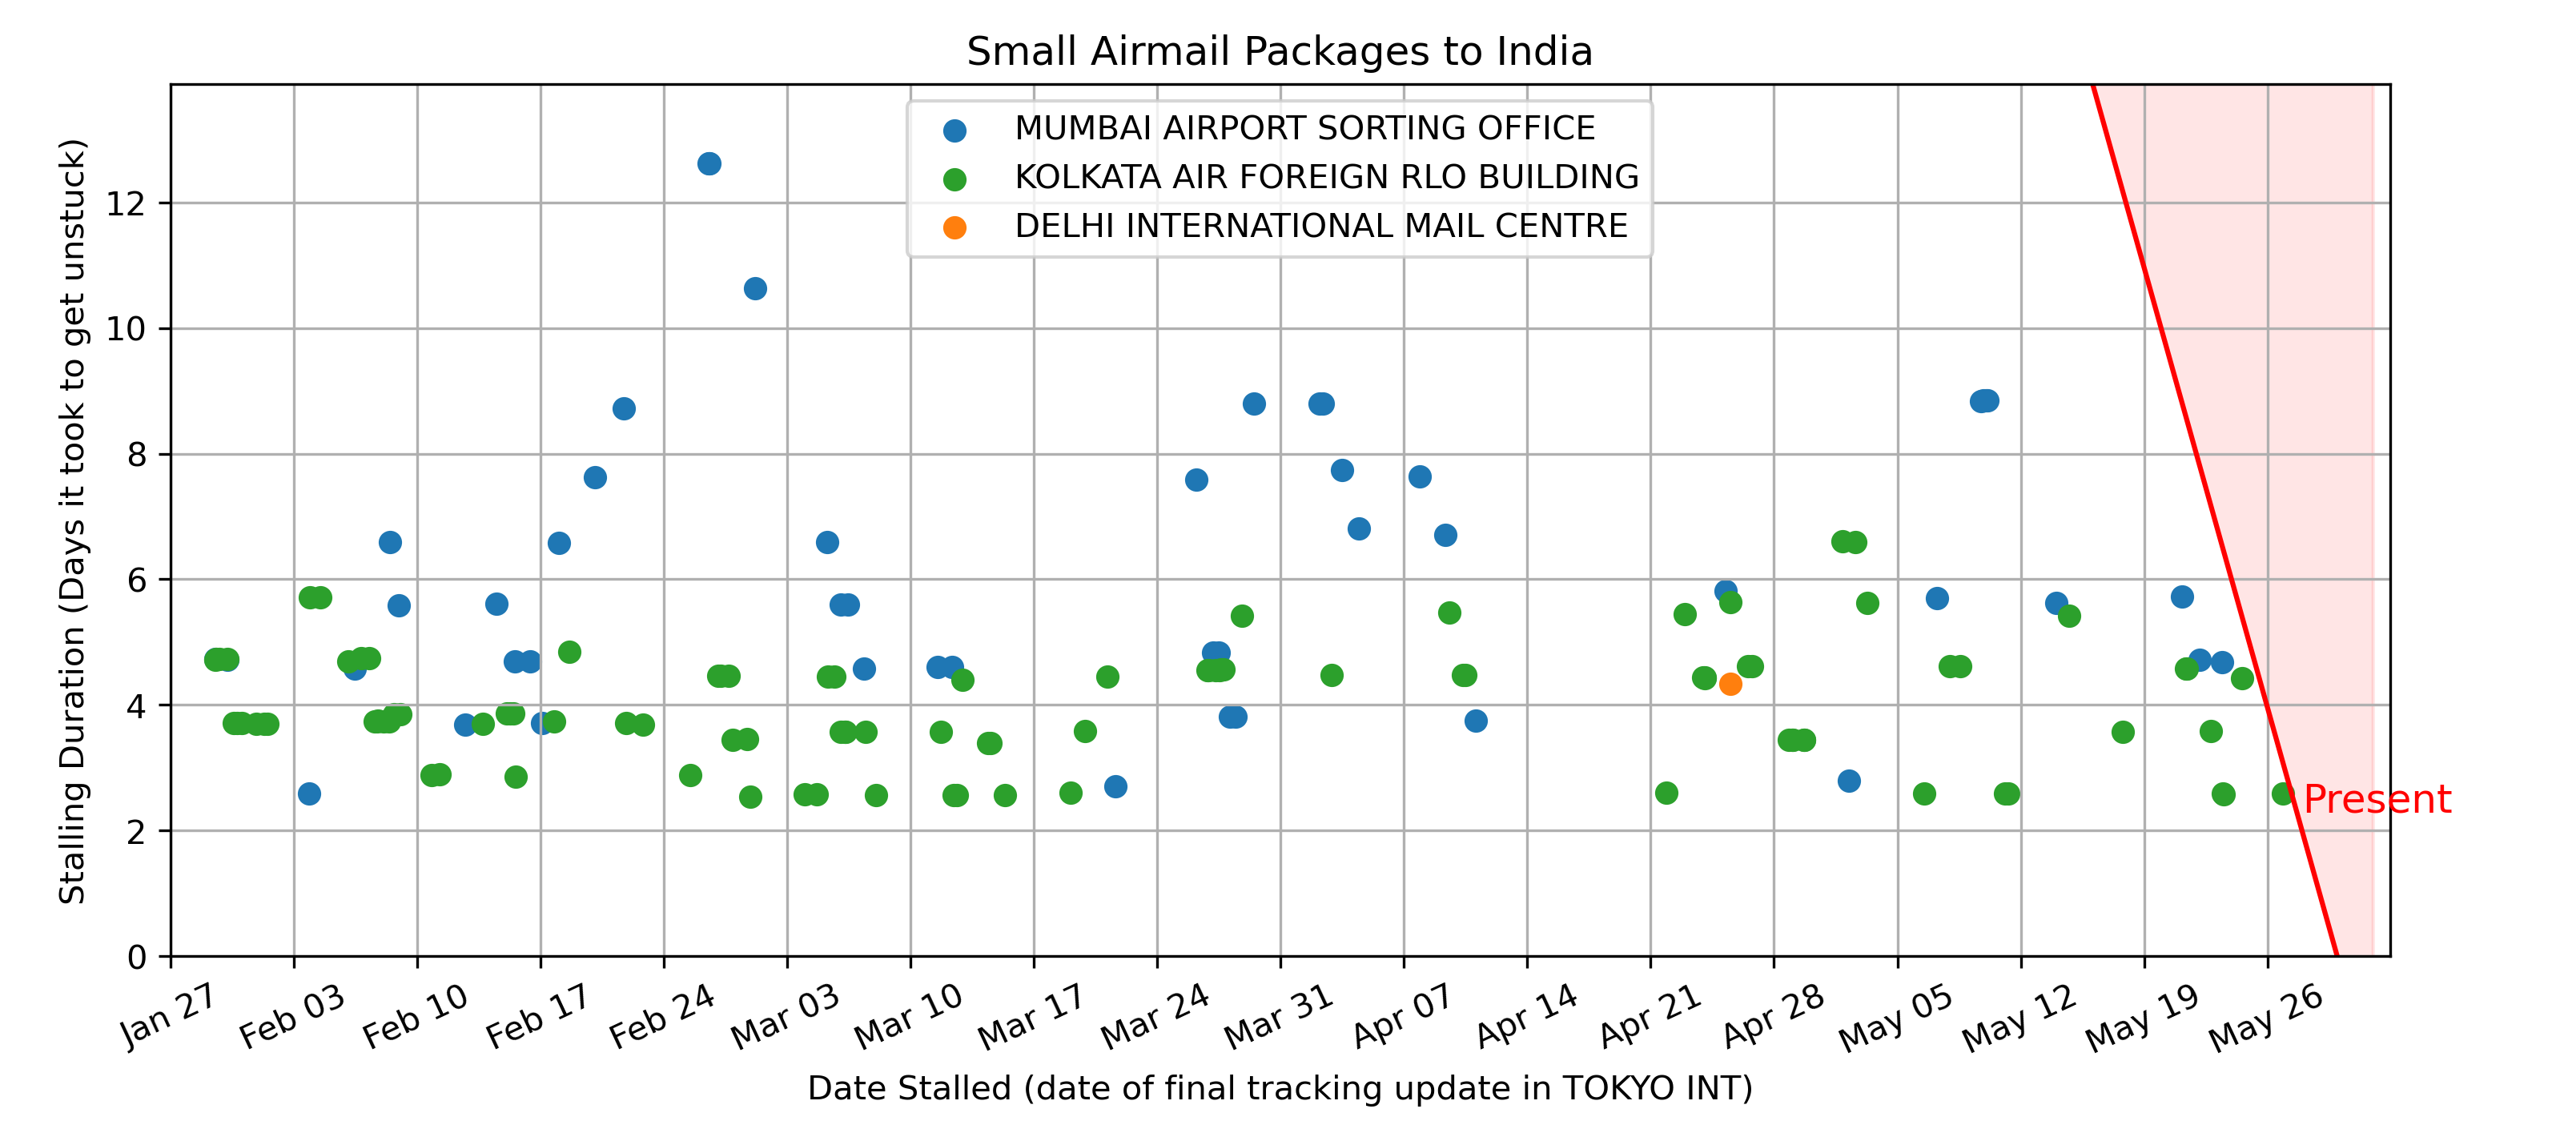 Small Airmail Packages to India
MUMBAI AIRPORT SORTING OFFICE
KOLKATA AIR FOREIGN RLO BUILDING
DELHI INTERNATIONAL MAIL CENTRE
Stalling Duration (Days it took to get unstuck)
12
10
8
6
4
2
0
Present
Jan 27
Feb 03
Feb 10
Feb 17
Feb 24
Mar 03
Mar 10
Mar 17
Mar 24
Mar 31
Apr 07
Apr 14
Apr 21
Apr 28
May 05
May 12
May 19
May 26
Date Stalled (date of final tracking update in TOKYO INT)